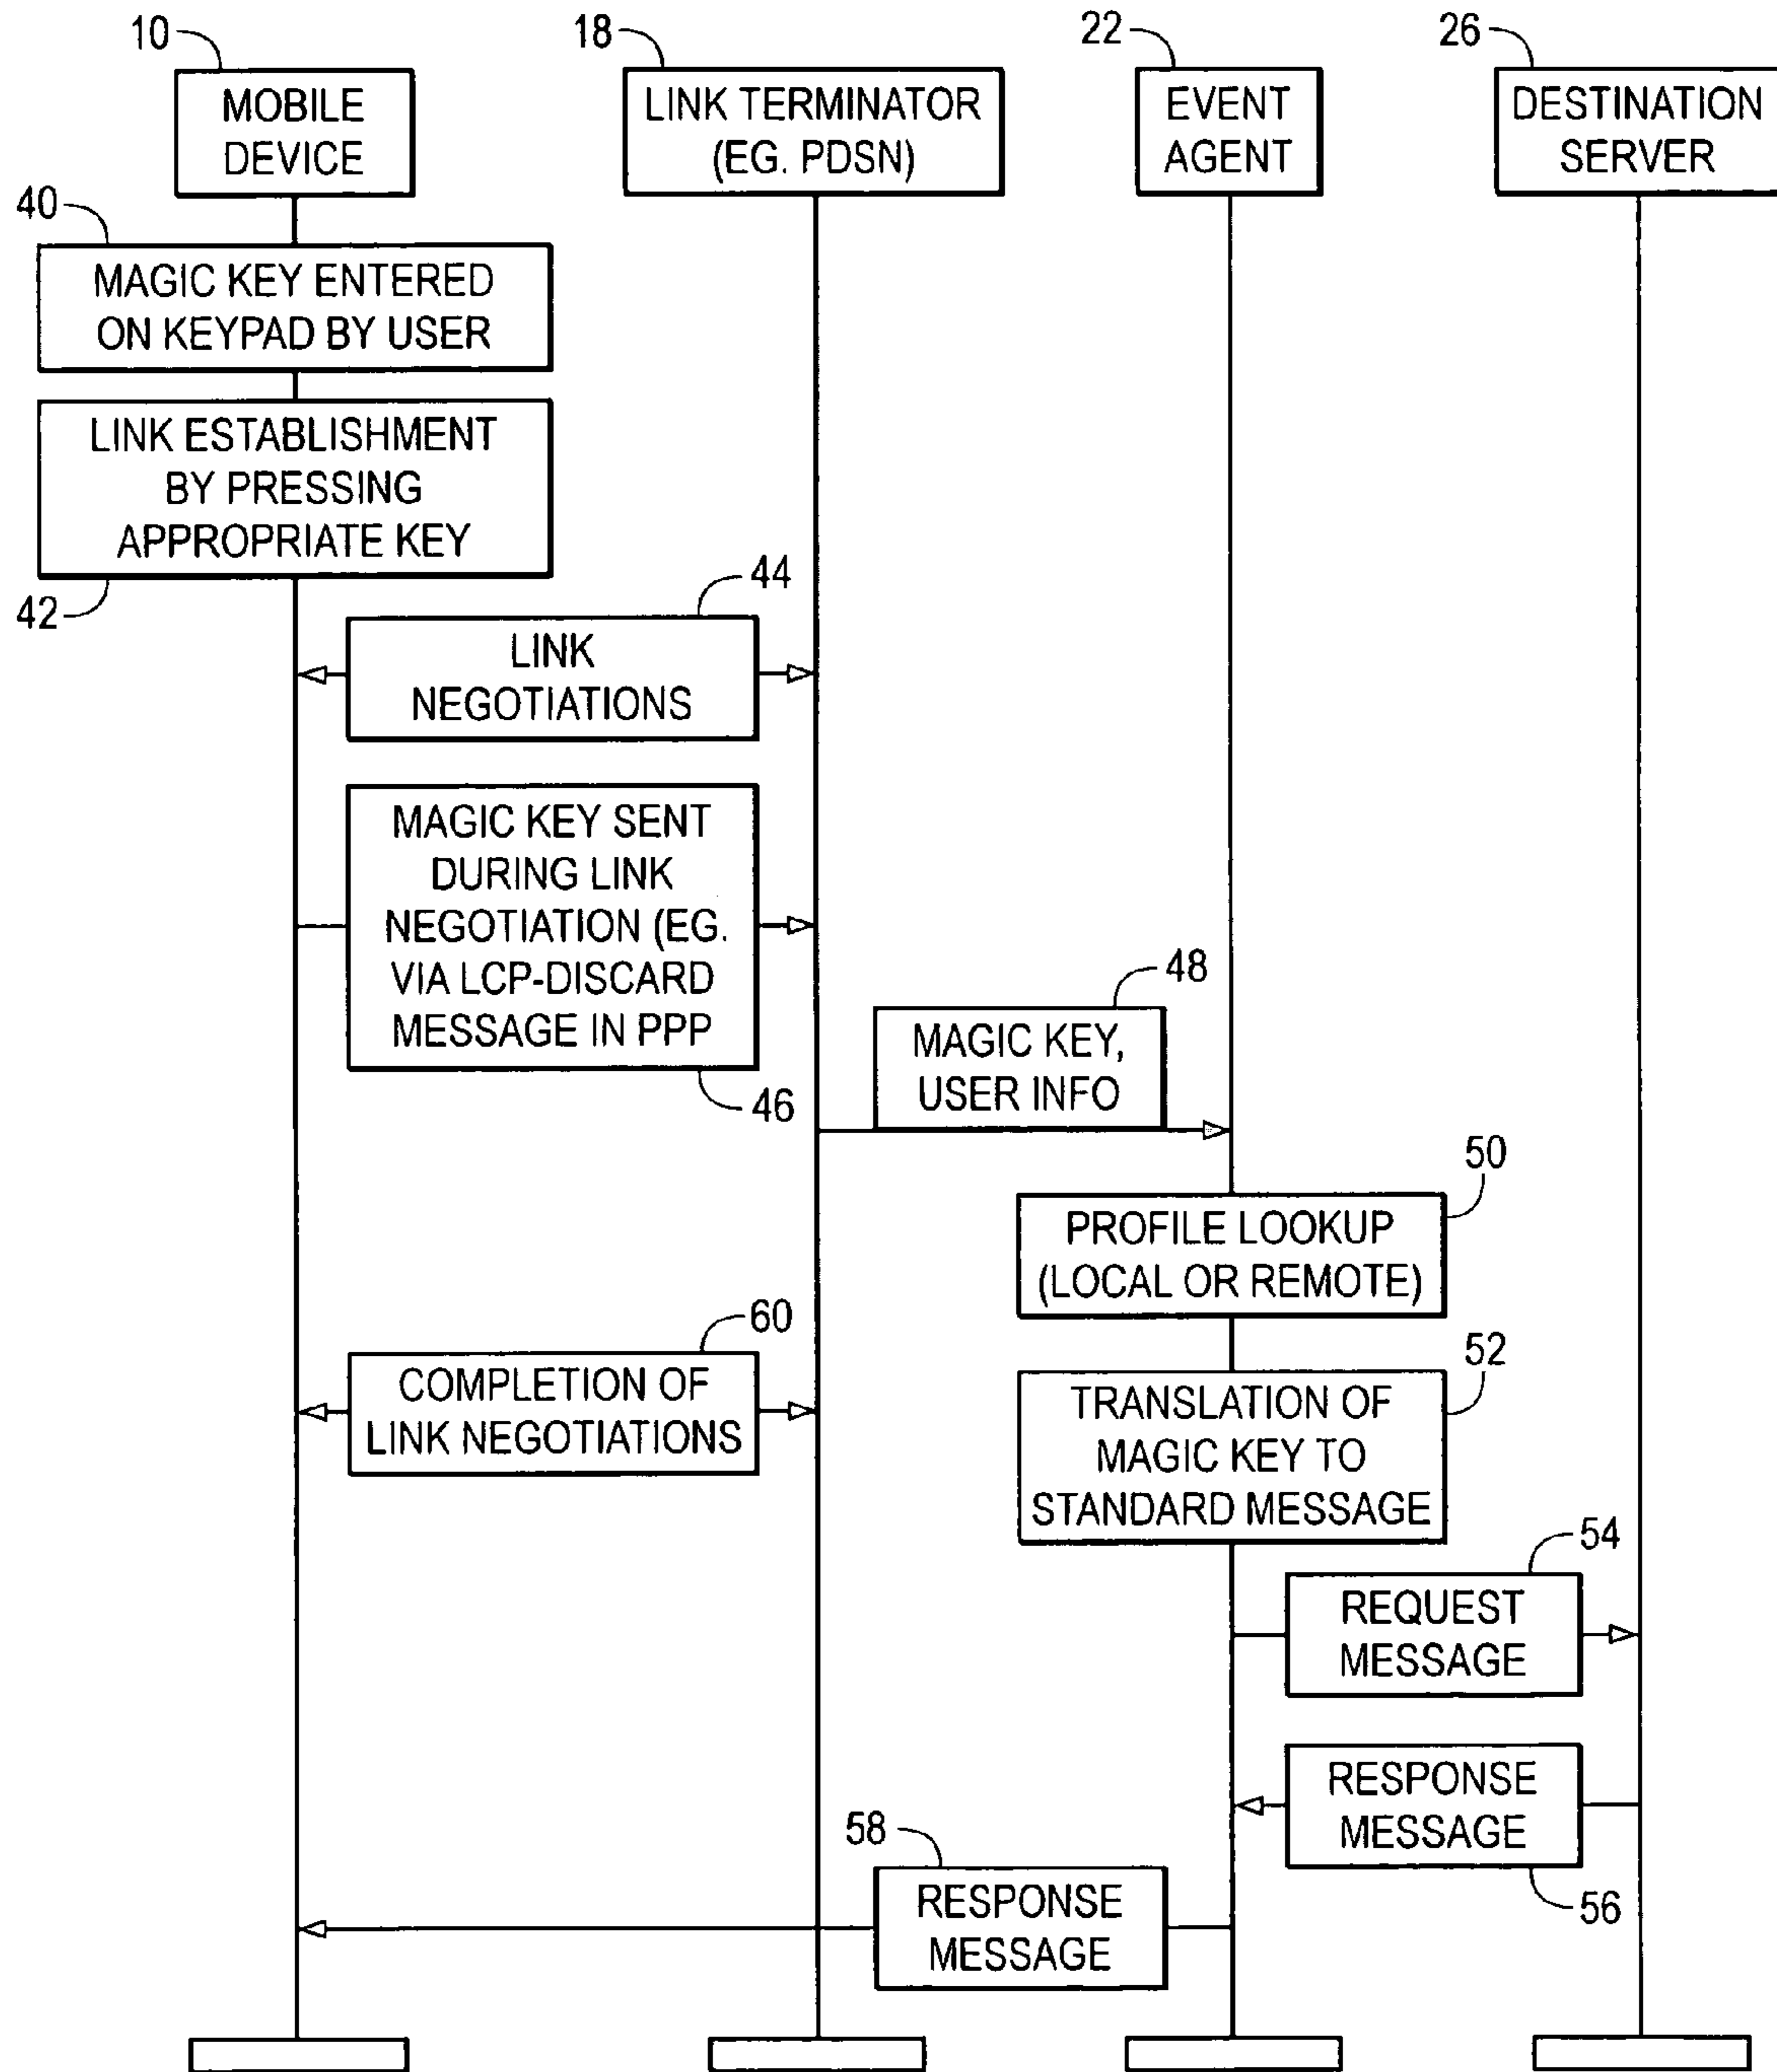 10
18
22
26
MOBILE
DEVICE
LINK TERMINATOR
(EG. PDSN)
EVENT
AGENT
DESTINATION
SERVER
40
MAGIC KEY ENTERED
ON KEYPAD BY USER
LINK ESTABLISHMENT
BY PRESSING
APPROPRIATE KEY
42
44
LINK
NEGOTIATIONS
MAGIC KEY SENT
DURING LINK
NEGOTIATION (EG.
VIA LCP-DISCARD
MESSAGE IN PPP
46
48
MAGIC KEY,
USER INFO
50
PROFILE LOOKUP
(LOCAL OR REMOTE)
60
COMPLETION OF
LINK NEGOTIATIONS
52
TRANSLATION OF
MAGIC KEY TO
STANDARD MESSAGE
54
REQUEST
MESSAGE
RESPONSE
MESSAGE
56
58
RESPONSE
MESSAGE